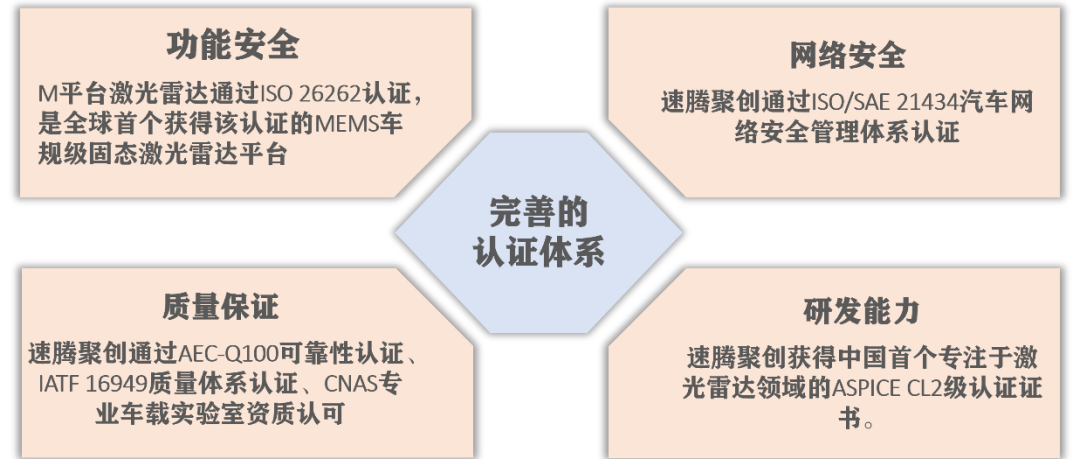 功能安全
M平台激光雷达通过ISO 26262认证，
是全球首个获得该认证的MEMS车
规级固态激光雷达平台
网络安全
速腾聚创通过ISO/SAE 21434汽车网
络安全管理体系认证
完善的
认证体系
质量保证
速腾聚创通过AEC-Q100可靠性认证、
IATF 16949质量体系认证、CNAS专
业车载实验室资质认可
研发能力
速腾聚创获得中国首个专注于激
光雷达领域的ASPICE CL2级认证证
书。